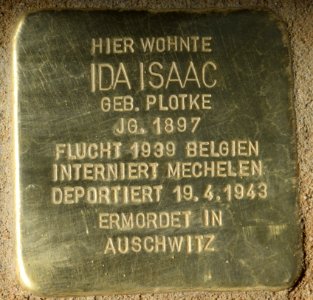 HIER WOHNTE
IDA ISAAC
GEB. PLOTKE
JG. 1897
FLUCHT 1939 BELGIEN
INTERNIERT MECHELEN
DEPORTIERT 19.4.1943
ERMORDET IN
AUSCHWITZ